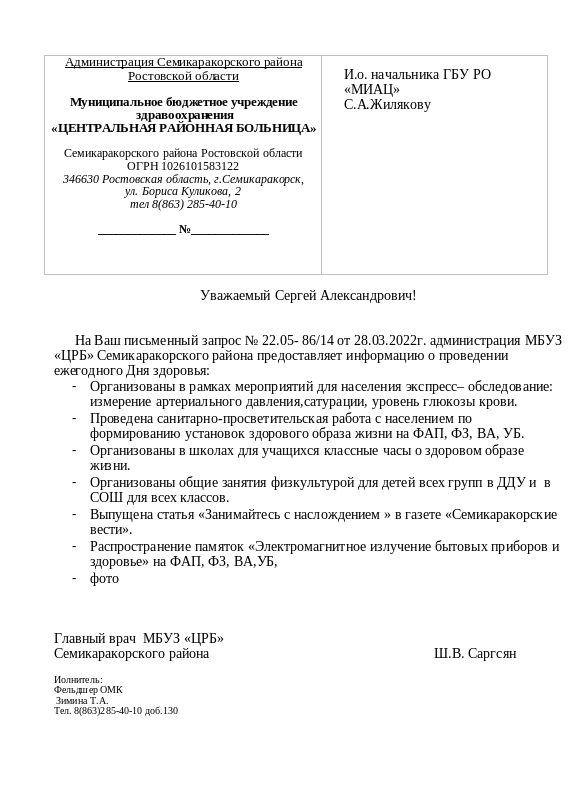 Администрация Семикаракорского района
Ростовской области
Муниципальное бюджетное учреждение
здравоохранения
«ЦЕНТРАЛЬНАЯ РАЙОННАЯ БОЛЬНИЦА»
Семикаракорского района Ростовской области
ОГРН 1026101583122
346630 Ростовская область, г.Семикаракорск,
ул. Бориса Куликова, 2
тел 8(863) 285-40-10
_____________ №_____________
И.о. начальника ГБУ РО
«МИАЦ»
С.А.Жилякову
Уважаемый Сергей Александрович!
На Ваш письменный запрос № 22.05- 86/14 от 28.03.2022г. администрация МБУЗ
«ЦРБ» Семикаракорского района предоставляет информацию о проведении
ежегодного Дня здоровья:
- Организованы в рамках мероприятий для населения экспресс– обследование:
измерение артериального давления,сатурации, уровень глюкозы крови.
- Проведена санитарно-просветительская работа с населением по
формированию установок здорового образа жизни на ФАП, ФЗ, ВА, УБ.
- Организованы в школах для учащихся классные часы о здоровом образе
жизни.
- Организованы общие занятия физкультурой для детей всех групп в ДДУ и  в
СОШ для всех классов.
- Выпущена статья «Занимайтесь с наслождением » в газете «Семикаракорские
вести».
- Распространение памяток «Электромагнитное излучение бытовых приборов и
здоровье» на ФАП, ФЗ, ВА,УБ,
- фото
Главный врач  МБУЗ «ЦРБ»
Семикаракорского района Ш.В. Саргсян
Иолнитель:
Фельдшер ОМК
Зимина Т.А.
Тел. 8(863)285-40-10 доб.130